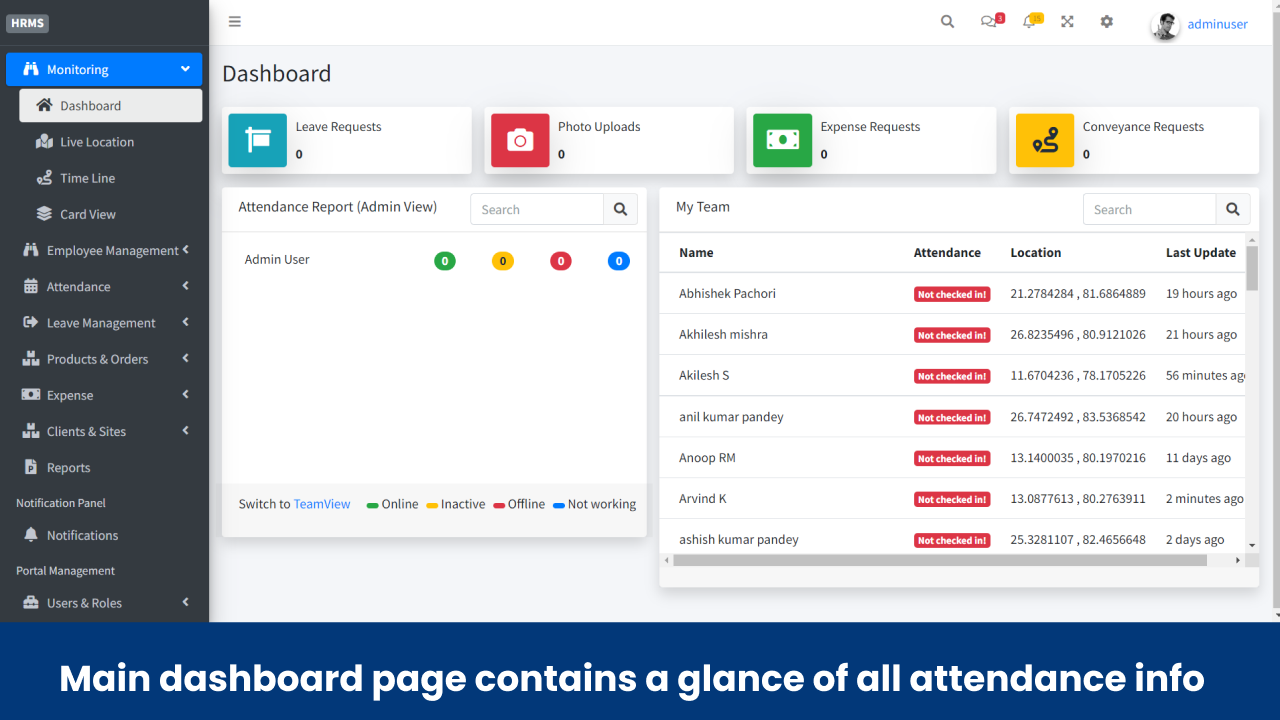 HRMS
3
15
adminuser
Monitoring
Dashboard
Live Location
Time Line
Card View
Employee Management
Attendance
Leave Management
Products & Orders
Expense
Clients & Sites
Reports
Notification Panel
Notifications
Portal Management
Users & Roles
Dashboard
Leave Requests
0
Photo Uploads
0
Expense Requests
0
Conveyance Requests
0
Attendance Report (Admin View)
Search
Admin User 0 0 0 0
Switch to TeamView Online Inactive Offline Not working
My Team
Search
Name Attendance Location Last Update
Abhishek Pachori Not checked in! 21.2784284 , 81.6864889 19 hours ago
Akhilesh mishra Not checked in! 26.8235496 , 80.9121026 21 hours ago
Akilesh S Not checked in! 11.6704236 , 78.1705226 56 minutes ag
anil kumar pandey Not checked in! 26.7472492 , 83.5368542 20 hours ago
Anoop RM Not checked in! 13.1400035 , 80.1970216 11 days ago
Arvind K Not checked in! 13.0877613 , 80.2763911 2 minutes ago
ashish kumar pandey Not checked in! 25.3281107 , 82.4656648 2 days ago
Main dashboard page contains a glance of all attendance info